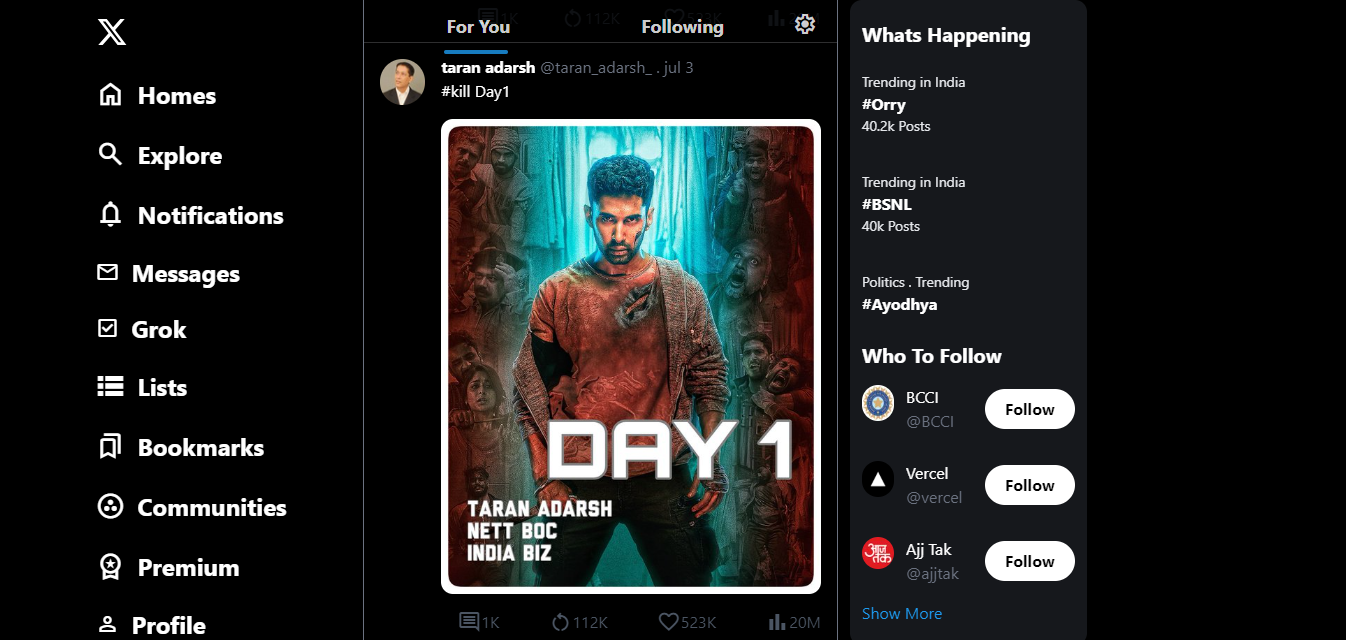 Homes
Explore
Notifications
Messages
Grok
Lists
Bookmarks
Communities
Premium
Profile
1K 112K
For You Following
taran adarsh @taran_adarsh_ . jul 3
#kill Day1
DAY 1
TARAN ADARSH
NETT BOC
INDIA BIZ
1K 112K 523K 20M
Whats Happening
Trending in India
#Orry
40.2k Posts
Trending in India
#BSNL
40k Posts
Politics . Trending
#Ayodhya
Who To Follow
BCCI
@BCCI
Follow
Vercel
@vercel
Follow
आज
तक
Ajj Tak
@ajjtak
Follow
Show More